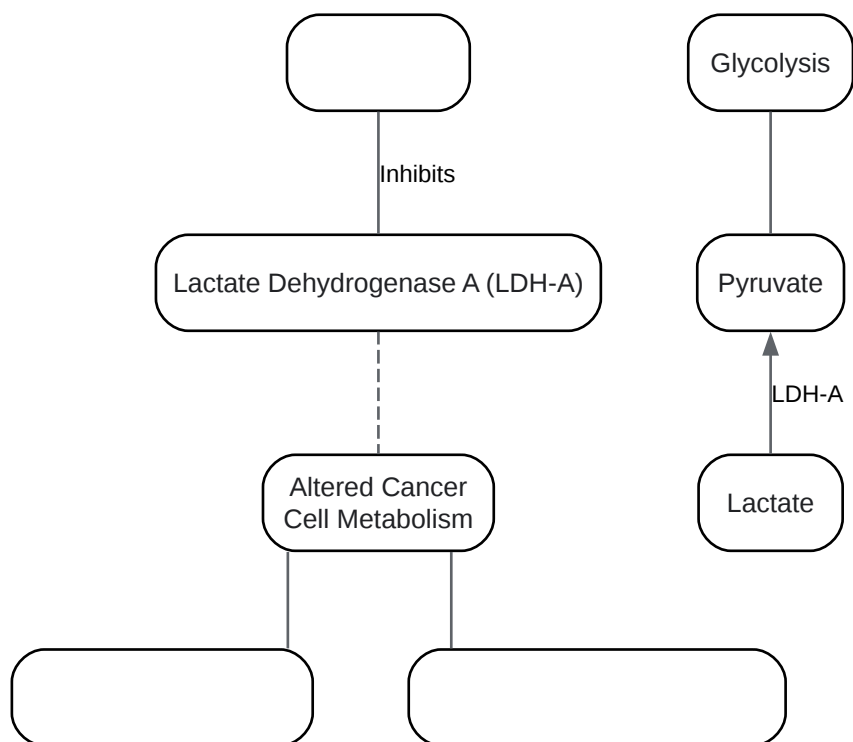 Glycolysis
Inhibits
Lactate Dehydrogenase A (LDH-A)
Pyruvate
LDH-A
Altered Cancer
Cell Metabolism
Lactate